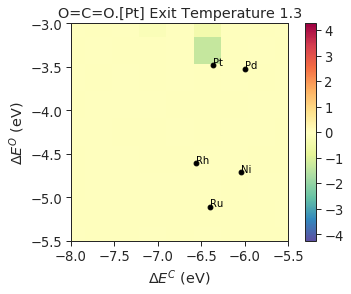 O=C=O.[Pt] Exit Temperature 1.3
−3.0
−3.5
−4.0
−4.5
−5.0
−5.5
ΔE^O (eV)
Pt
Pd
Rh
Ni
Ru
−8.0 −7.5 −7.0 −6.5 −6.0 −5.5
ΔE^C (eV)
4
3
2
1
0
−1
−2
−3
−4